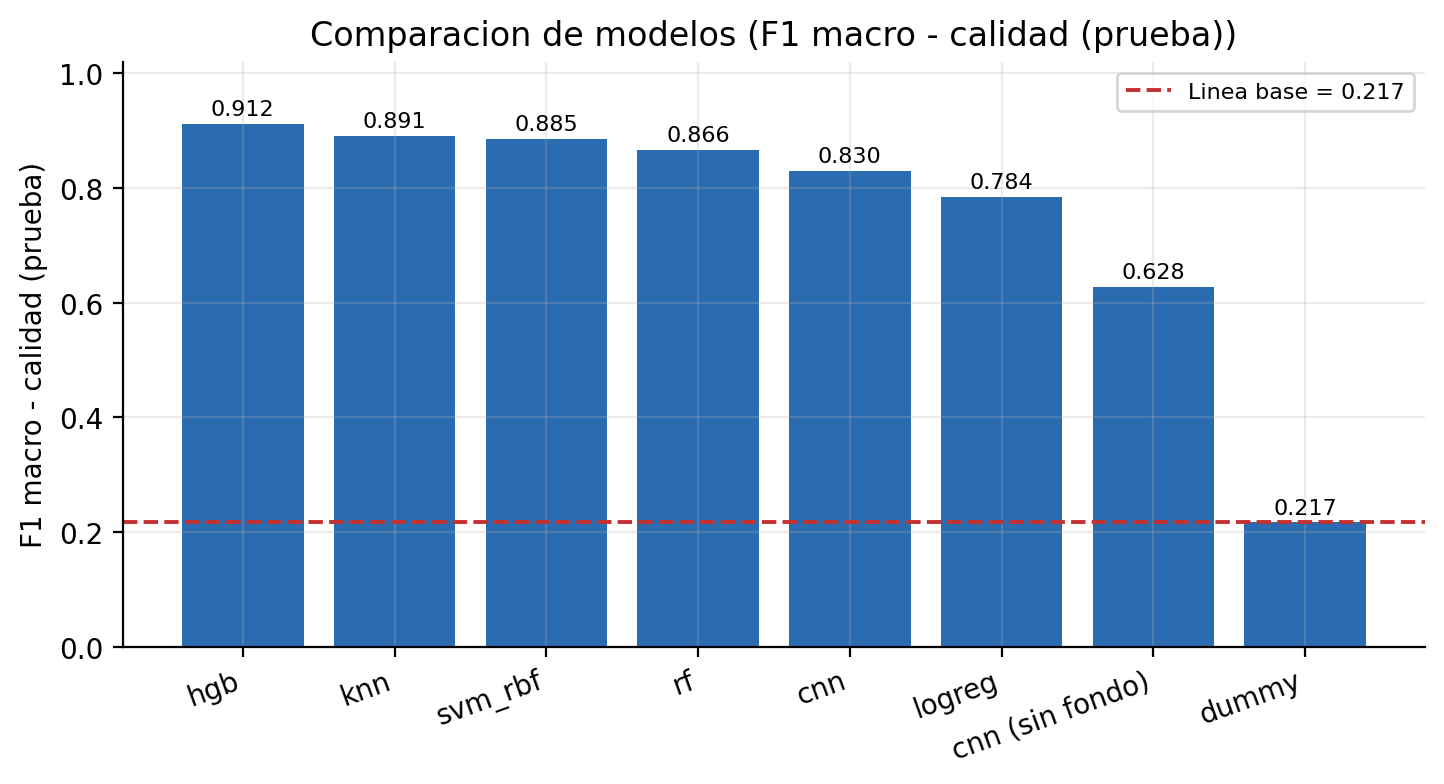 Comparacion de modelos (F1 macro - calidad (prueba))
F1 macro - calidad (prueba)
1.0
0.8
0.6
0.4
0.2
0.0
Linea base = 0.217
0.912
0.891
0.885
0.866
0.830
0.784
0.628
0.217
hgb
knn
svm_rbf
rf
cnn
logreg
cnn (sin fondo)
dummy